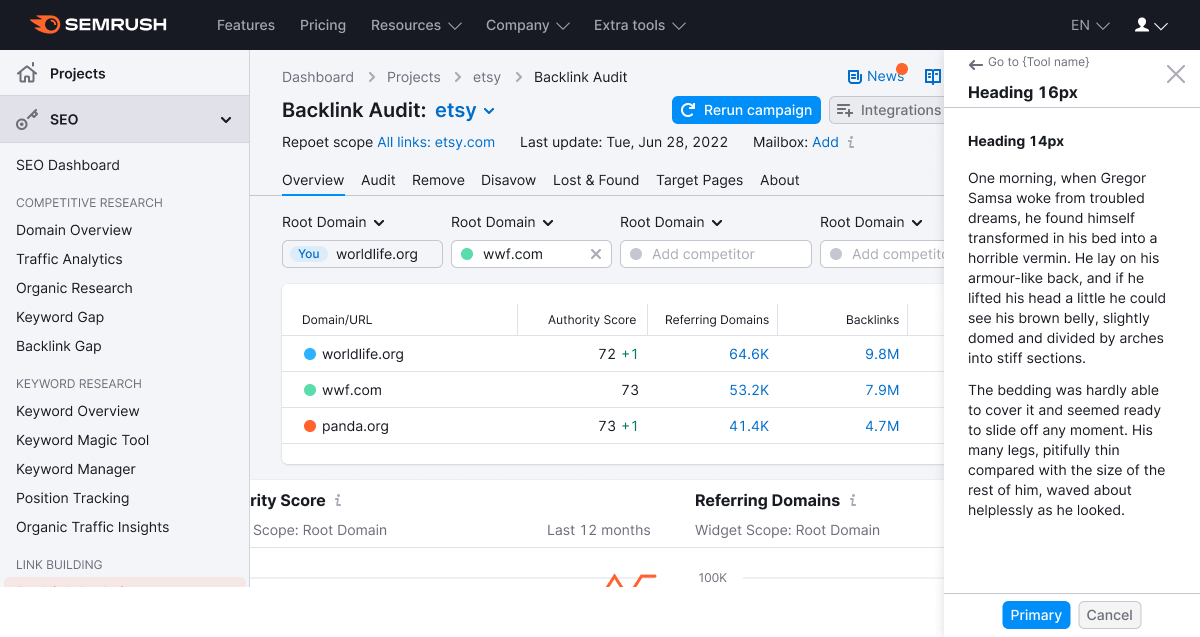 SEMRUSH
Features Pricing Resources Company Extra tools EN
Projects
SEO
SEO Dashboard
COMPETITIVE RESEARCH
Domain Overview
Traffic Analytics
Organic Research
Keyword Gap
Backlink Gap
KEYWORD RESEARCH
Keyword Overview
Keyword Magic Tool
Keyword Manager
Position Tracking
Organic Traffic Insights
LINK BUILDING
Dashboard Projects etsy Backlink Audit
News
Backlink Audit: etsy
Rerun campaign
Integrations
Repoet scope All links: etsy.com Last update: Tue, Jun 28, 2022 Mailbox: Add
Overview Audit Remove Disavow Lost & Found Target Pages About
Root Domain Root Domain Root Domain Root Domain
You worldlife.org wwf.com Add competitor Add competito
Domain/URL Authority Score Referring Domains Backlinks
worldlife.org 72 +1 64.6K 9.8M
wwf.com 73 53.2K 7.9M
panda.org 73 +1 41.4K 4.7M
rity Score
Scope: Root Domain Last 12 months
Referring Domains
Widget Scope: Root Domain
100K
Go to {Tool name}
Heading 16px
Heading 14px
One morning, when Gregor
Samsa woke from troubled
dreams, he found himself
transformed in his bed into a
horrible vermin. He lay on his
armour-like back, and if he
lifted his head a little he could
see his brown belly, slightly
domed and divided by arches
into stiff sections.
The bedding was hardly able
to cover it and seemed ready
to slide off any moment. His
many legs, pitifully thin
compared with the size of the
rest of him, waved about
helplessly as he looked.
Primary Cancel